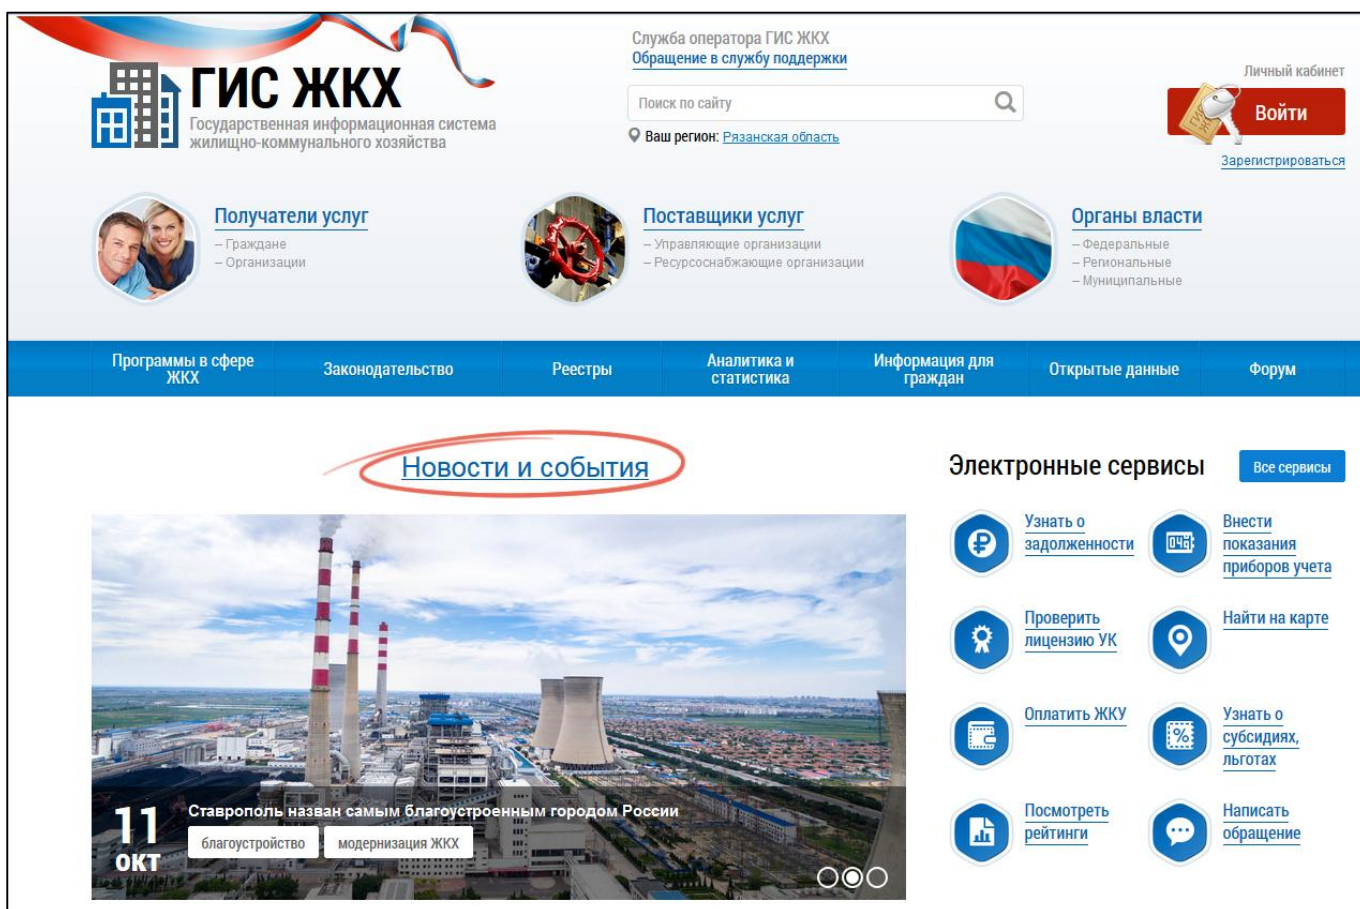 ГИС ЖКХ
Государственная информационная система
жилищно-коммунального хозяйства
Служба оператора ГИС ЖКХ
Обращение в службу поддержки
Поиск по сайту
Ваш регион: Рязанская область
Личный кабинет
Войти
Зарегистрироваться
Получатели услуг
– Граждане
– Организации
Поставщики услуг
– Управляющие организации
– Ресурсоснабжающие организации
Органы власти
– Федеральные
– Региональные
– Муниципальные
Программы в сфере
ЖКХ
Законодательство
Реестры
Аналитика и
статистика
Информация для
граждан
Открытые данные
Форум
Новости и события
11
ОКТ
Ставрополь назван самым благоустроенным городом России
благоустройство
модернизация ЖКХ
Электронные сервисы
Все сервисы
Узнать о
задолженности
Внести
показания
приборов учета
Проверить
лицензию УК
Найти на карте
Оплатить ЖКУ
Узнать о
субсидиях,
льготах
Посмотреть
рейтинги
Написать
обращение